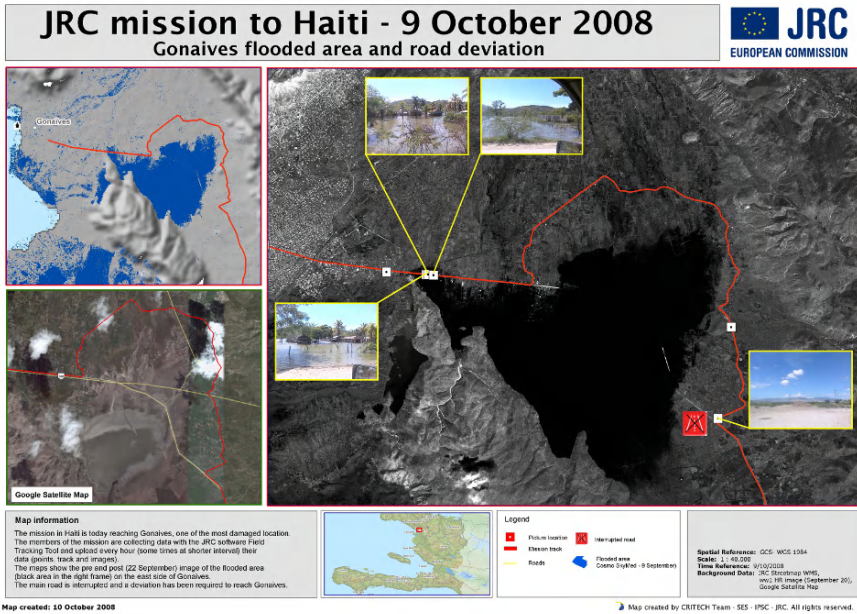 JRC mission to Haiti - 9 October 2008
Gonaives flooded area and road deviation
JRC
EUROPEAN COMMISSION
Gonaives
Google Satellite Map
Map information
The mission in Haiti is today reaching Gonaives, one of the most damaged location.
The members of the mission are collecting data with the JRC software Field
Tracking Tool and upload every hour (some times at shorter interval) their
data (points, track and images).
The maps show the pre end post (22 September) image of the flooded area
(black area in the right frame) on the east side of Gonaives.
The main road is interrupted and a deviation has been required to reach Gonaives.
Legend
Picture location
Mission track
Roads
Interrupted road
Flooded area
Cosmo SkyMed - 9 September)
Spatial Reference: GCS- WGS 1984
Scale: 1 : 40.000
Time Reference: 9/10/2008
Background Data: JRC Streetmap WMS,
ww1 HR image (September 20),
Google Satellite Map
Map created: 10 October 2008
Map created by CRITECH Team - SES - IPSC - JRC. All rights reserved.